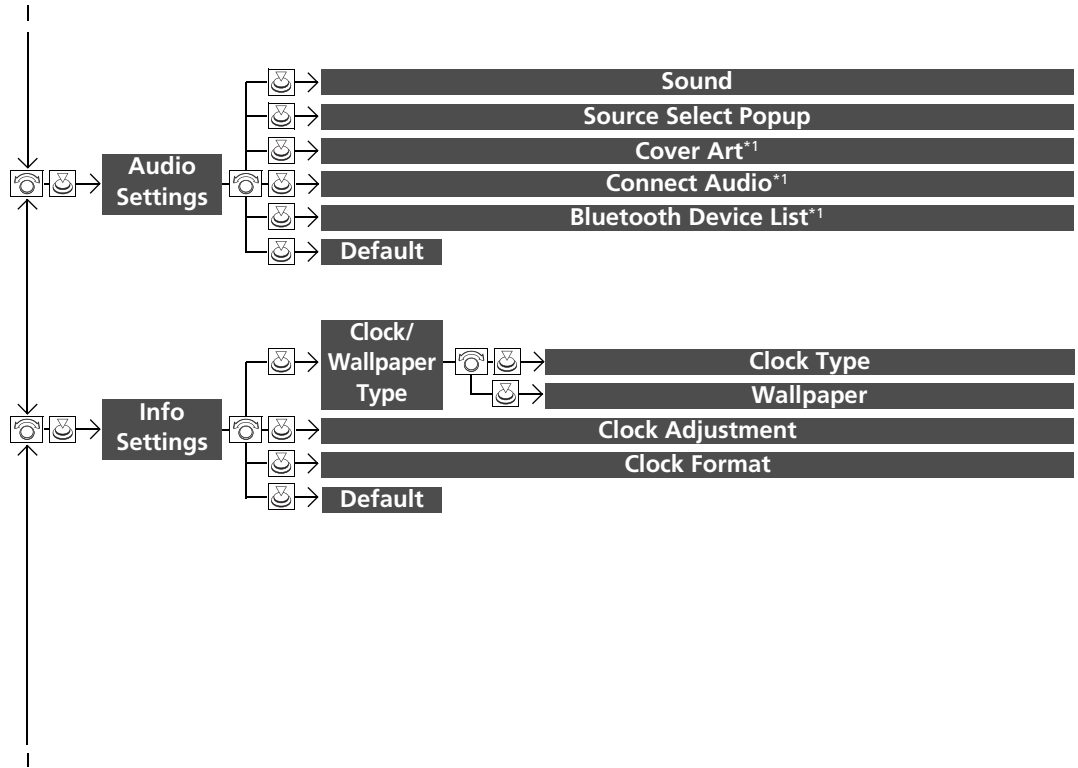 Sound
Source Select Popup
Cover Art*1
Audio
Settings
Connect Audio*1
Bluetooth Device List*1
Default
Clock/
Wallpaper
Type
Clock Type
Wallpaper
Info
Settings
Clock Adjustment
Clock Format
Default